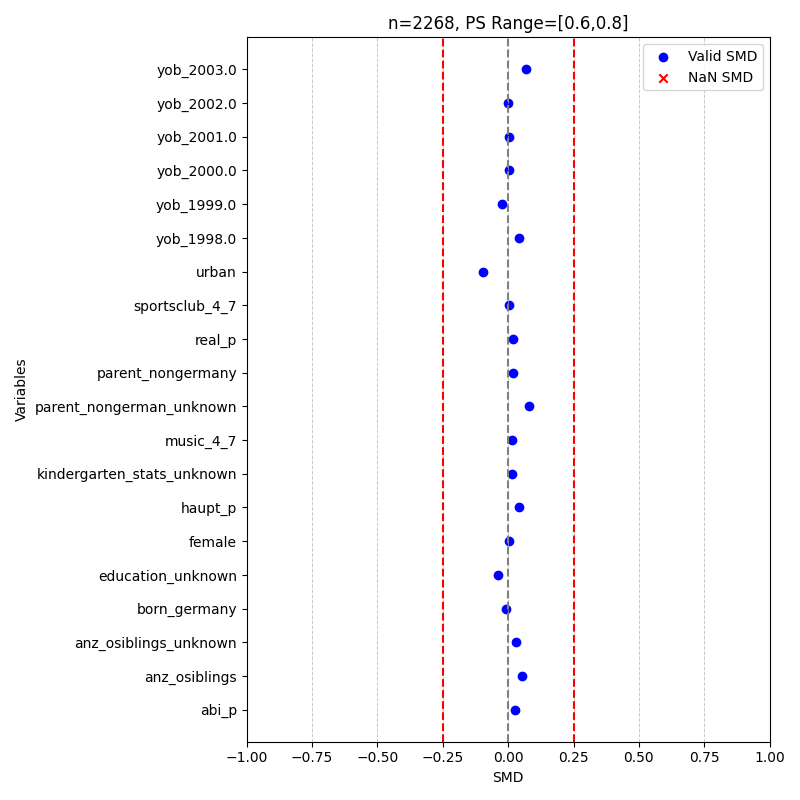 n=2268, PS Range=[0.6,0.8]
Valid SMD
NaN SMD
yob_2003.0
yob_2002.0
yob_2001.0
yob_2000.0
yob_1999.0
yob_1998.0
urban
sportsclub_4_7
real_p
parent_nongermany
parent_nongerman_unknown
music_4_7
kindergarten_stats_unknown
haupt_p
female
education_unknown
born_germany
anz_osiblings_unknown
anz_osiblings
abi_p
Variables
−1.00 −0.75 −0.50 −0.25 0.00 0.25 0.50 0.75 1.00
SMD